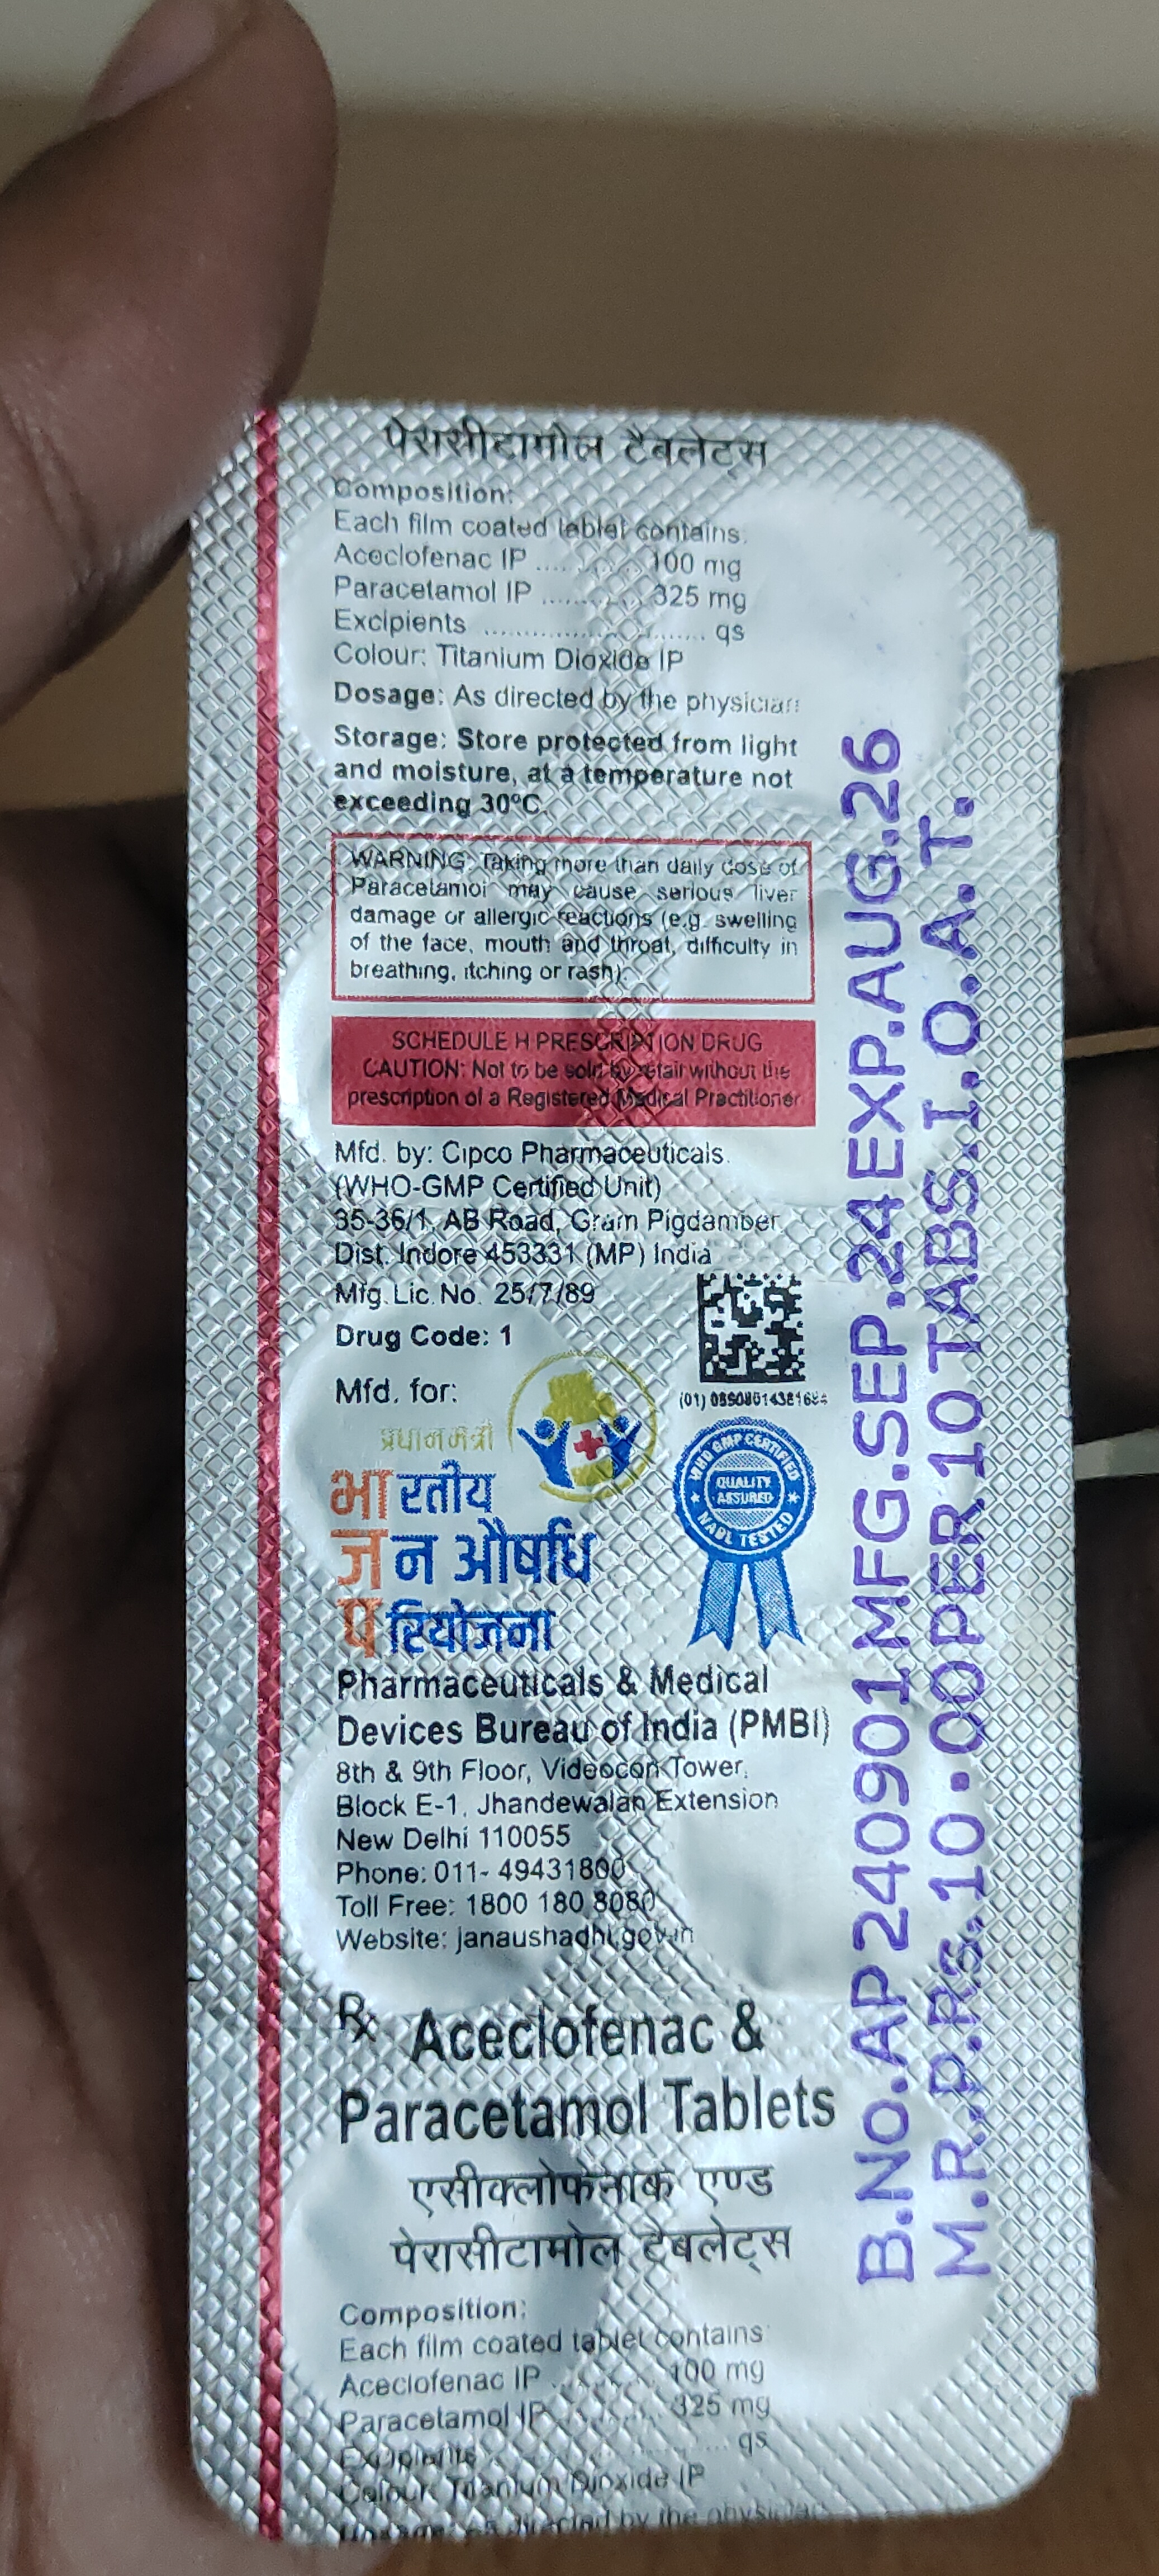 पेरासीटामोल टैबलेट्स
Composition:
Each film coated tablet contains:
Aceclofenac IP ............ 100 mg
Paracetamol IP ............ 325 mg
Excipients ........................... qs
Colour: Titanium Dioxide IP
Dosage: As directed by the physician
Storage: Store protected from light
and moisture, at a temperature not
exceeding 30°C.
WARNING: Taking more than daily dose of
Paracetamol may cause serious liver
damage or allergic reactions (e.g. swelling
of the face, mouth and throat, difficulty in
breathing, itching or rash).
SCHEDULE H PRESCRIPTION DRUG
CAUTION: Not to be sold by retail without the
prescription of a Registered Medical Practitioner
Mfd. by: Cipco Pharmaceuticals.
(WHO-GMP Certified Unit)
35-36/1, AB Road, Gram Pigdamber
Dist. Indore 453331 (MP) India
Mfg. Lic. No. 25/7/89
Drug Code: 1
Mfd. for:
प्रधानमंत्री
भारतीय
जन औषधि
परियोजना
(01)
WHO GMP CERTIFIED
QUALITY
ASSURED
NABL TESTED
Pharmaceuticals & Medical
Devices Bureau of India (PMBI)
8th & 9th Floor, Videocon Tower,
Block E-1, Jhandewalan Extension
New Delhi 110055
Phone: 011- 49431800
Toll Free: 1800 180 8080
Website: janaushadhi.gov.in
Rx Aceclofenac &
Paracetamol Tablets
एसीक्लोफेनाक एण्ड
पेरासीटामोल टैबलेट्स
Composition:
Each film coated tablet contains
Aceclofenac IP ............ 100 mg
Paracetamol IP ............ 325 mg
Excipients ........................... qs
Colour: Titanium Dioxide IP
Dosage: As directed by the physician
B.No.AP240901MFG.SEP.24EXP.AUG.26
M.R.P.Rs.10.00PER10TABS.I.O.A.T.